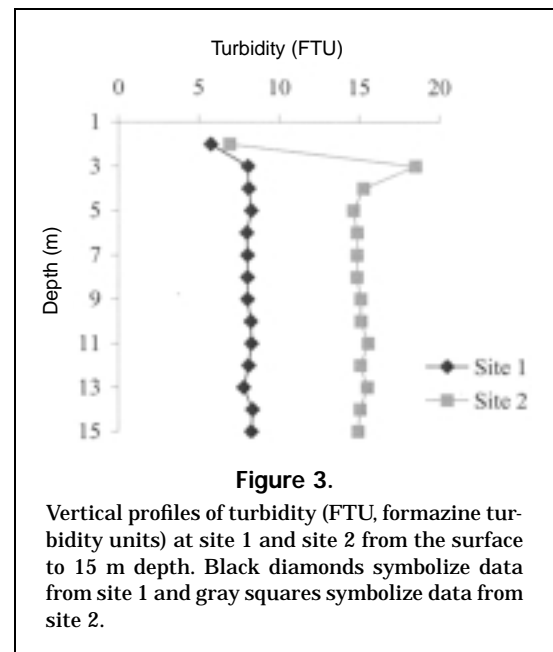 Turbidity (FTU)
0 5 10 15 20
1
3
5
7
9
11
13
15
Depth (m)
Site 1
Site 2
Figure 3.
Vertical profiles of turbidity (FTU, formazine tur-
bidity units) at site 1 and site 2 from the surface
to 15 m depth. Black diamonds symbolize data
from site 1 and gray squares symbolize data from
site 2.